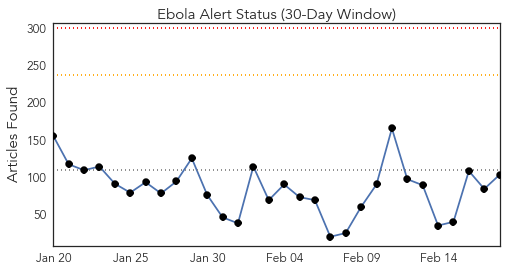 Ebola Alert Status (30-Day Window)
Articles Found
300
250
200
150
100
50
Jan 20
Jan 25
Jan 30
Feb 04
Feb 09
Feb 14